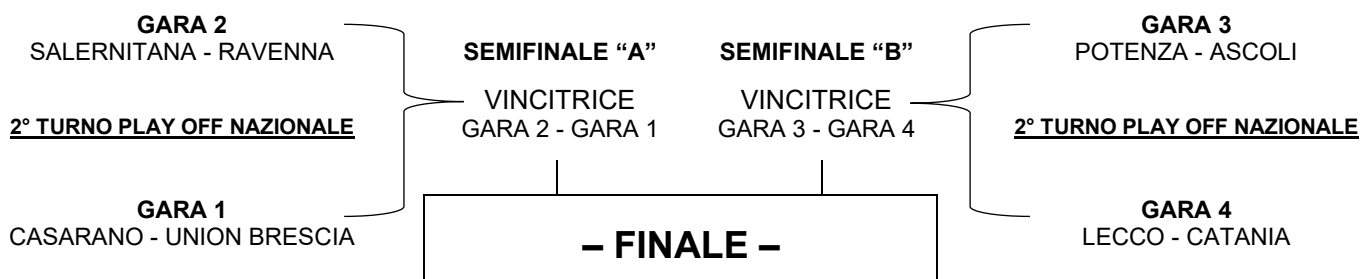 GARA 2
SALERNITANA - RAVENNA
2° TURNO PLAY OFF NAZIONALE
GARA 1
CASARANO - UNION BRESCIA
SEMIFINALE “A”
VINCITRICE
GARA 2 - GARA 1
SEMIFINALE “B”
VINCITRICE
GARA 3 - GARA 4
– FINALE –
GARA 3
POTENZA - ASCOLI
2° TURNO PLAY OFF NAZIONALE
GARA 4
LECCO - CATANIA